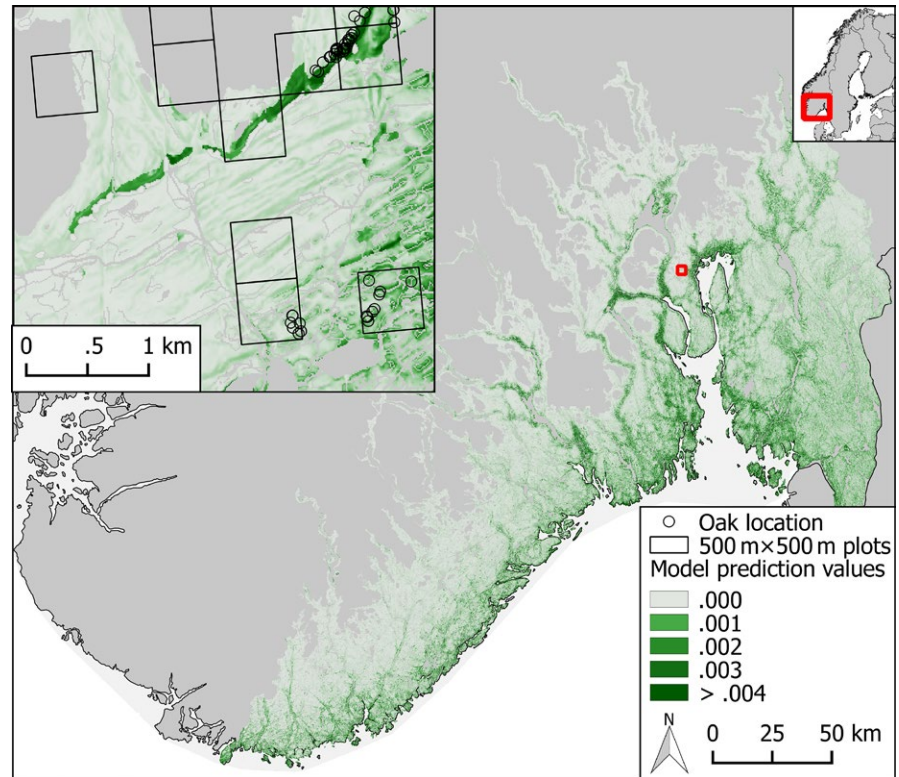 0 .5 1 km
Oak location
500 m×500 m plots
Model prediction values
.000
.001
.002
.003
> .004
N
0 25 50 km